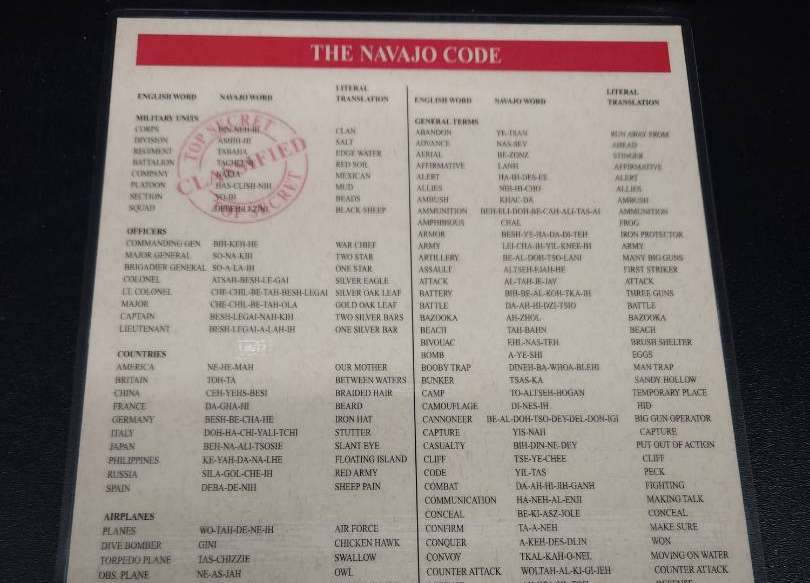 THE NAVAJO CODE
ENGLISH WORD NAVAJO WORD LITERAL TRANSLATION
MILITARY UNITS
CORPS DIN-NEH-IH CLAN
DIVISION ASHIH-HI SALT
REGIMENT TABAHA EDGE WATER
BATTALION RED SOIL
COMPANY MEXICAN
PLATOON HAS-CLISH-NIH MUD
SECTION YO-IH BEADS
SQUAD BLACK SHEEP
TOP SECRET
CLASSIFIED
TOP SECRET
OFFICERS
COMMANDING GEN. BIH-KEH-HE WAR CHIEF
MAJOR GENERAL SO-NA-KIH TWO STAR
BRIGADIER GENERAL SO-A-LA-IH ONE STAR
COLONEL ATSAH-BESH-LE-GAI SILVER EAGLE
LT. COLONEL CHE-CHIL-BE-TAH-BESH-LEGAI SILVER OAK LEAF
MAJOR CHE-CHIL-BE-TAH-OLA GOLD OAK LEAF
CAPTAIN BESH-LEGAI-NAH-KIH TWO SILVER BARS
LIEUTENANT BESH-LEGAI-A-LAH-IH ONE SILVER BAR
COUNTRIES
AMERICA NE-HE-MAH OUR MOTHER
BRITAIN TOH-TA BETWEEN WATERS
CHINA CEH-YEHS-BESI BRAIDED HAIR
FRANCE DA-GHA-HI BEARD
GERMANY BESH-BE-CHA-HE IRON HAT
ITALY DOH-HA-CHI-YALI-TCHI STUTTER
JAPAN BEH-NA-ALI-TSOSIE SLANT EYE
PHILIPPINES KE-YAH-DA-NA-LHE FLOATING ISLAND
RUSSIA SILA-GOL-CHE-IH RED ARMY
SPAIN DEBA-DE-NIH SHEEP PAIN
AIRPLANES
PLANES WO-TAH-DE-NE-IH AIR FORCE
DIVE BOMBER GINI CHICKEN HAWK
TORPEDO PLANE TAS-CHIZZIE SWALLOW
OBS. PLANE NE-AS-JAH OWL
ENGLISH WORD NAVAJO WORD LITERAL TRANSLATION
GENERAL TERMS
ABANDON YE-TSAN RUN AWAY FROM
ADVANCE NAS-SEY AHEAD
AERIAL BE-ZONZ STINGER
AFFIRMATIVE LANH AFFIRMATIVE
ALERT HA-IH-DES-EE ALERT
ALLIES NIH-HI-CHO ALLIES
AMBUSH KHAC-DA AMBUSH
AMMUNITION BEH-ELI-DOH-BE-CAH-ALI-TAS-AI AMMUNITION
AMPHIBIOUS CHAL FROG
ARMOR BESH-YE-HA-DA-DI-TEH IRON PROTECTOR
ARMY LEI-CHA-IH-YIL-KNEE-IH ARMY
ARTILLERY BE-AL-DOH-TSO-LANI MANY BIG GUNS
ASSAULT ALTSEH-EJAH-HE FIRST STRIKER
ATTACK AL-TAH-JE-JAY ATTACK
BATTERY BIH-BE-AL-KOH-TKA-IH THREE GUNS
BATTLE DA-AH-HI-DZI-TSIO BATTLE
BAZOOKA AH-ZHOL BAZOOKA
BEACH TAH-BAHN BEACH
BIVOUAC EHL-NAS-TEH BRUSH SHELTER
BOMB A-YE-SHI EGGS
BOOBY TRAP DINEH-BA-WHOA-BLEHI MAN TRAP
BUNKER TSAS-KA SANDY HOLLOW
CAMP TO-ALTSEH-HOGAN TEMPORARY PLACE
CAMOUFLAGE DI-NES-IH HID
CANNONEER BE-AL-DOH-TSO-DEY-DEL-DON-IGI BIG GUN OPERATOR
CAPTURE YIS-NAH CAPTURE
CASUALTY BIH-DIN-NE-DEY PUT OUT OF ACTION
CLIFF TSE-YE-CHEE CLIFF
CODE YIL-TAS PECK
COMBAT DA-AH-HI-JIH-GANH FIGHTING
COMMUNICATION HA-NEH-AL-ENJI MAKING TALK
CONCEAL BE-KI-ASZ-JOLE CONCEAL
CONFIRM TA-A-NEH MAKE SURE
CONQUER A-KEH-DES-DLIN WON
CONVOY TKAL-KAH-O-NEL MOVING ON WATER
COUNTER ATTACK WOLTAH-AL-KI-GI-JEH COUNTER ATTACK